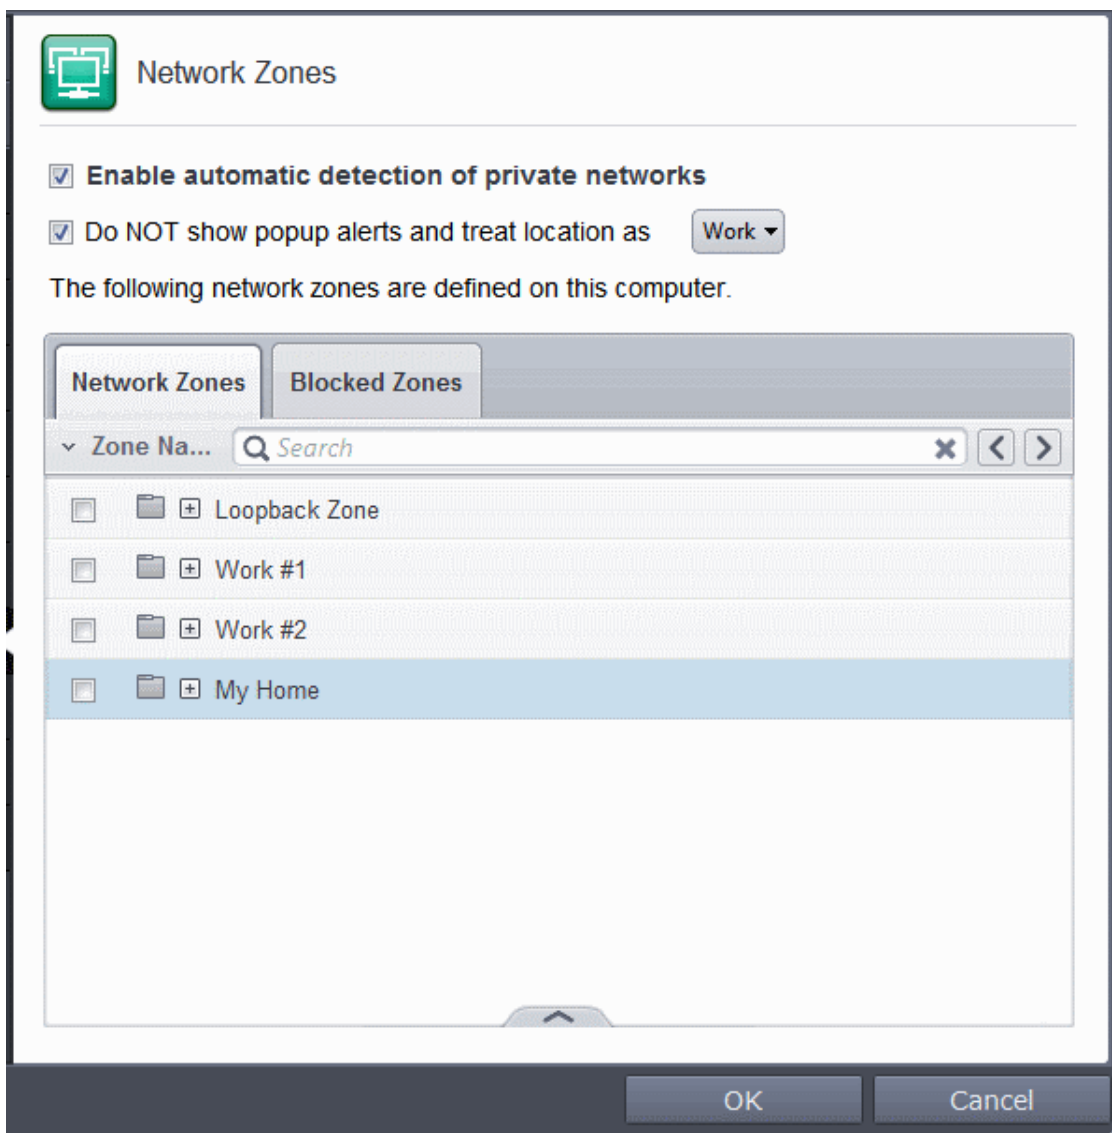 Network Zones
Enable automatic detection of private networks
Do NOT show popup alerts and treat location as Work
The following network zones are defined on this computer.
Network Zones Blocked Zones
Zone Na... Search
Loopback Zone
Work #1
Work #2
My Home
OK Cancel